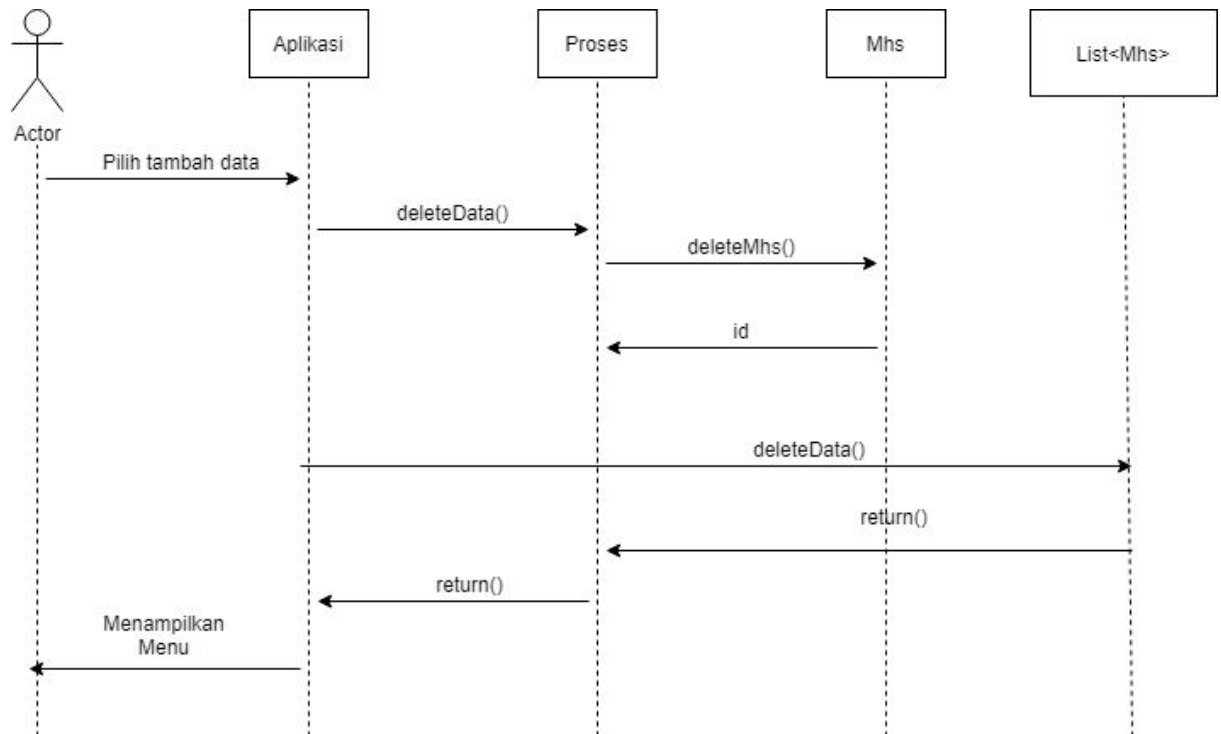 Aplikasi
Proses
Mhs
List<Mhs>
Actor
Pilih tambah data
deleteData()
deleteMhs()
id
deleteData()
return()
return()
Menampilkan
Menu